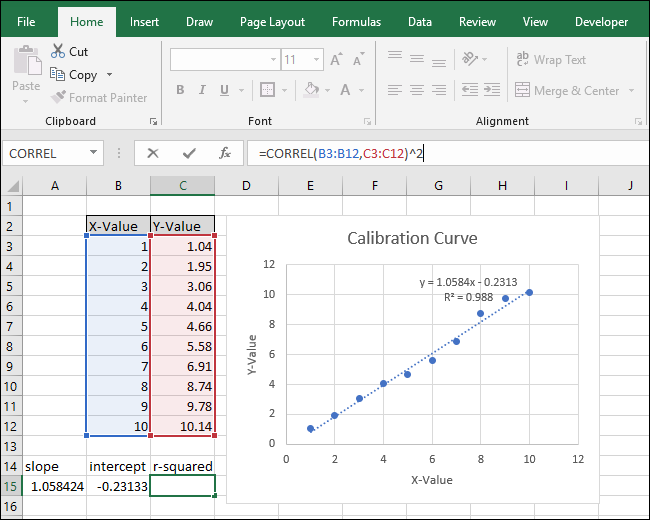 File Home Insert Draw Page Layout Formulas Data Review View Developer
Cut
Copy
Format Painter
Paste
Clipboard
11 A A
B I U A
Font
ab Wrap Text
c
Merge & Center
Alignment
CORREL fx =CORREL(B3:B12,C3:C12)^2
A B C D E F G H I J
1
2 X-Value Y-Value
3 1 1.04
4 2 1.95
5 3 3.06
6 4 4.04
7 5 4.66
8 6 5.58
9 7 6.91
10 8 8.74
11 9 9.78
12 10 10.14
13
14 slope intercept r-squared
15 1.058424 -0.23133
16
Calibration Curve
y = 1.0584x - 0.2313
R² = 0.988
12
10
8
6
4
2
0
0 2 4 6 8 10 12
Y-Value
X-Value